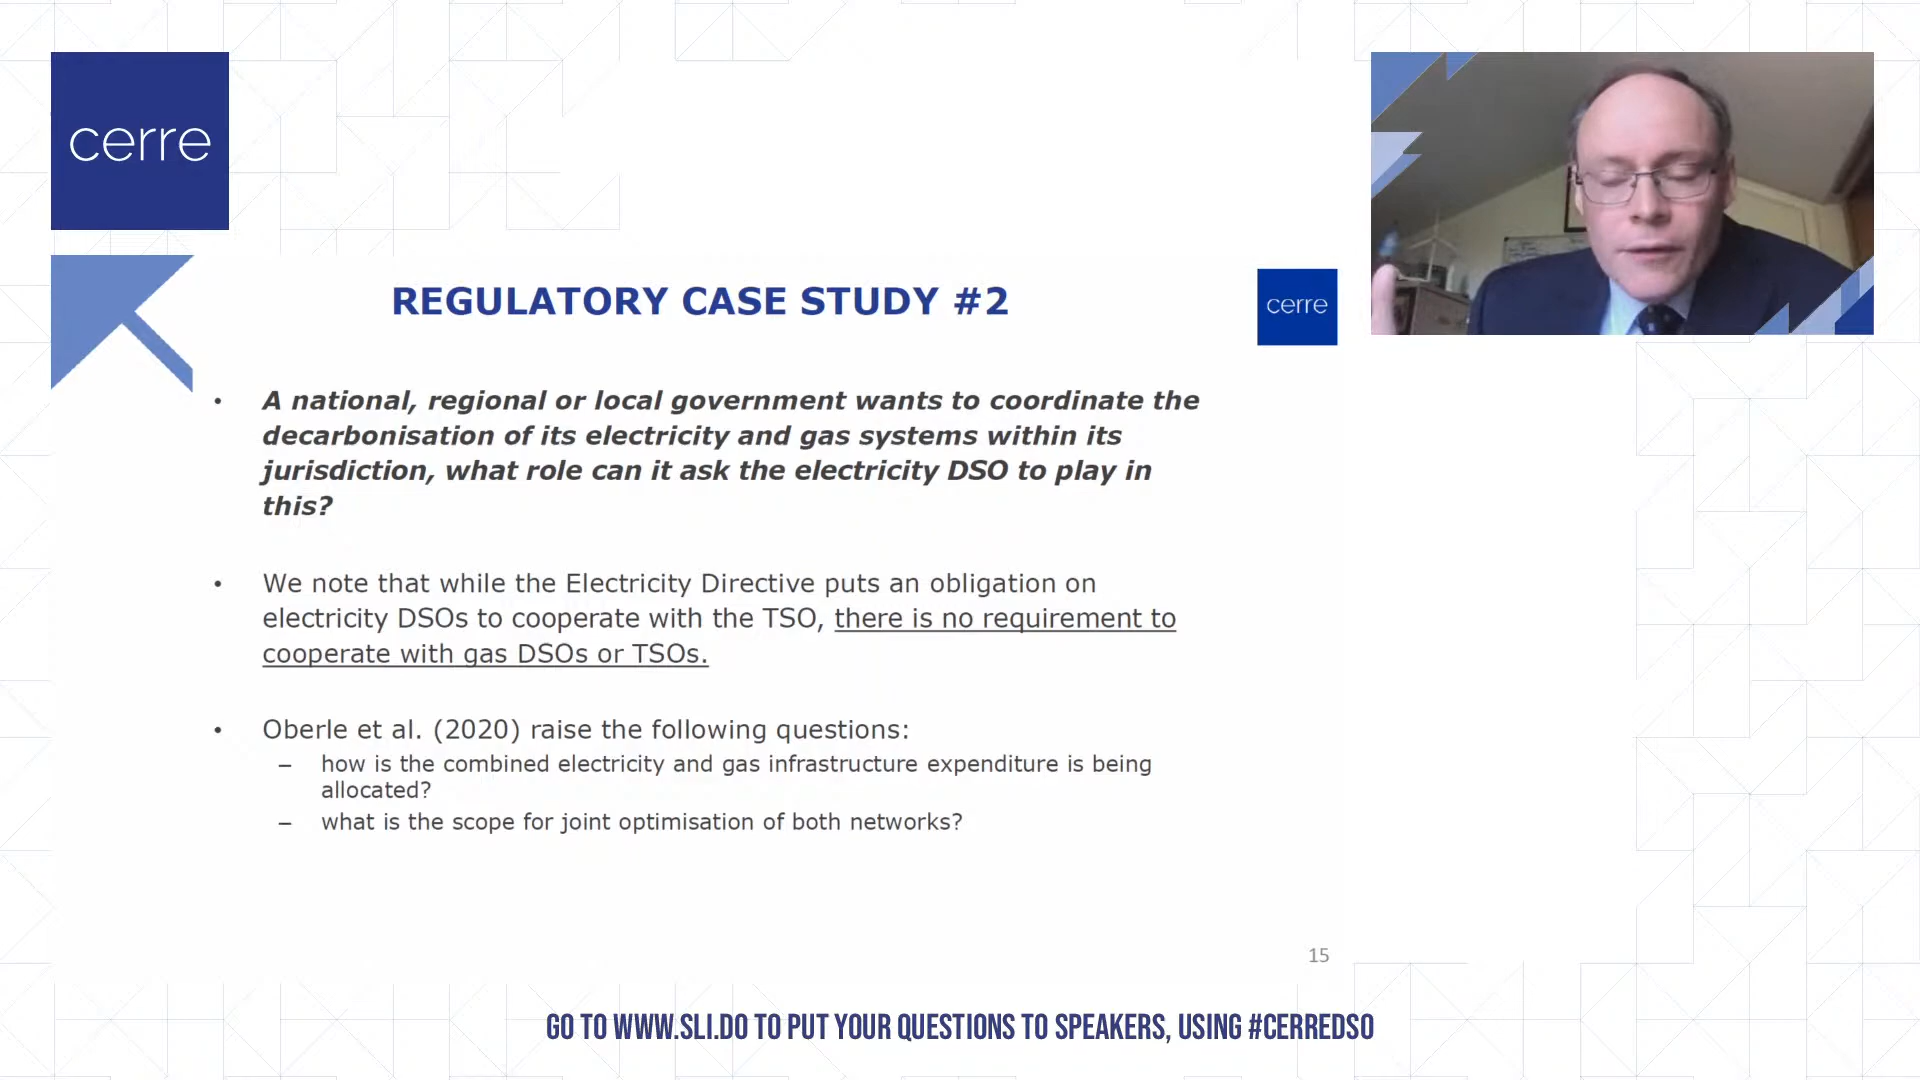 cerre
REGULATORY CASE STUDY #2
cerre
• A national, regional or local government wants to coordinate the
decarbonisation of its electricity and gas systems within its
jurisdiction, what role can it ask the electricity DSO to play in
this?
• We note that while the Electricity Directive puts an obligation on
electricity DSOs to cooperate with the TSO, there is no requirement to
cooperate with gas DSOs or TSOs.
• Oberle et al. (2020) raise the following questions:
– how is the combined electricity and gas infrastructure expenditure is being
allocated?
– what is the scope for joint optimisation of both networks?
15
GO TO WWW.SLI.DO TO PUT YOUR QUESTIONS TO SPEAKERS, USING #CERREDSO